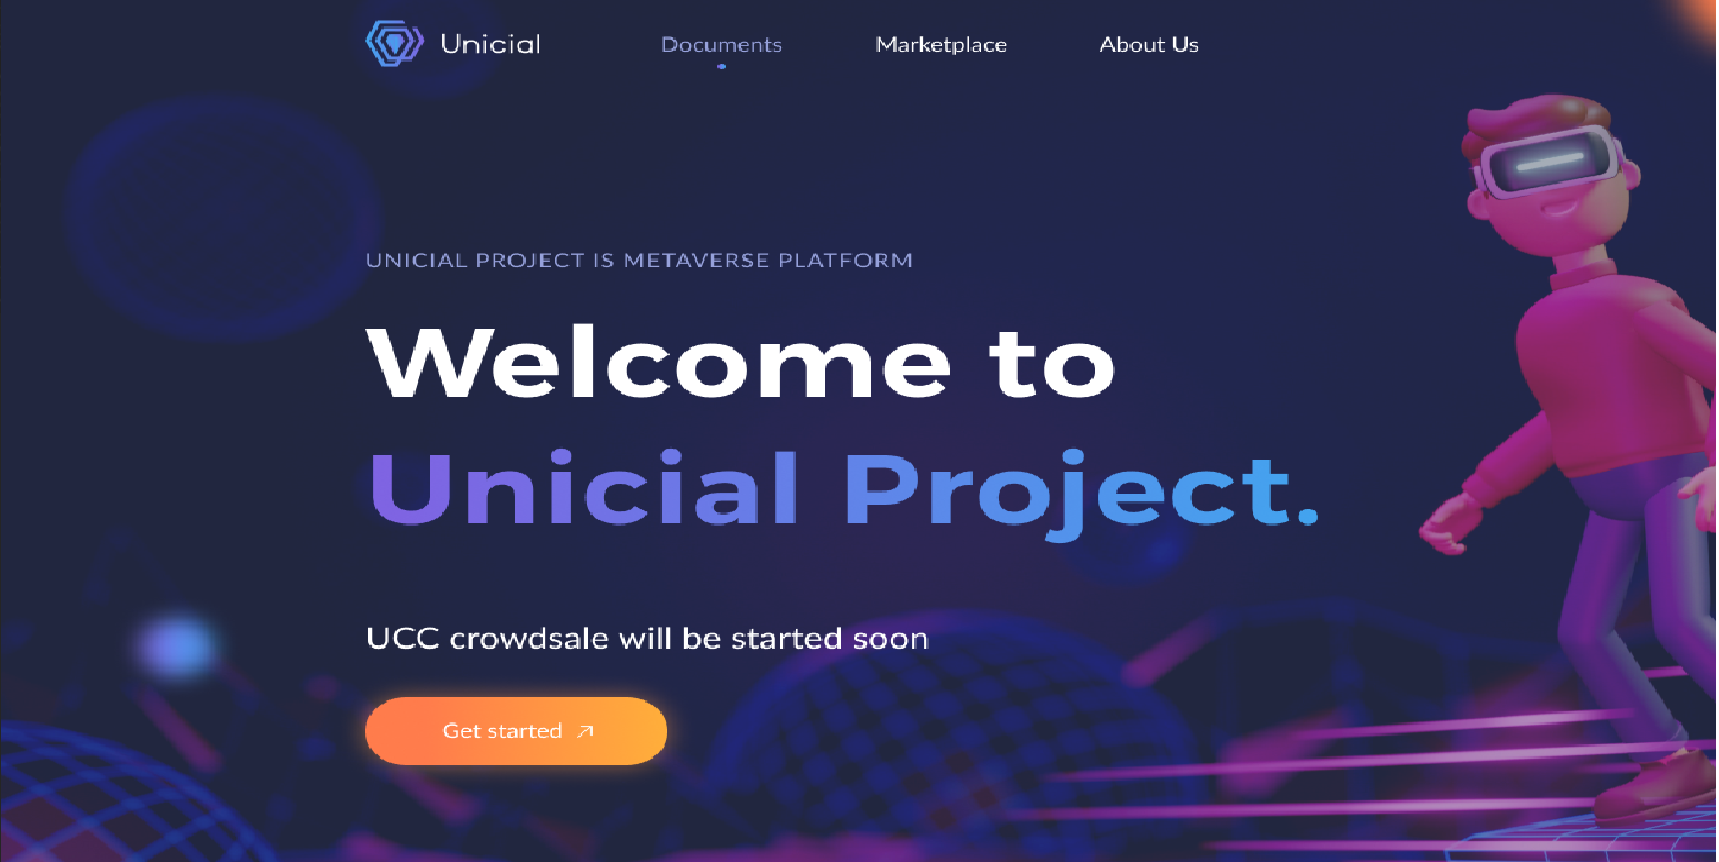 Unicial
Documents
Marketplace
About Us
UNICIAL PROJECT IS METAVERSE PLATFORM
Welcome to
Unicial Project.
UCC crowdsale will be started soon
Get started